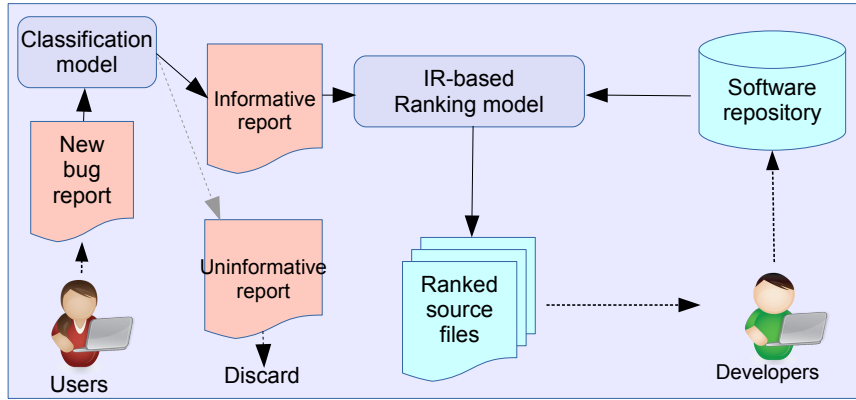 Classification
model
New
bug
report
Users
Informative
report
Uninformative
report
Discard
IR-based
Ranking model
Ranked
source
files
Software
repository
Developers